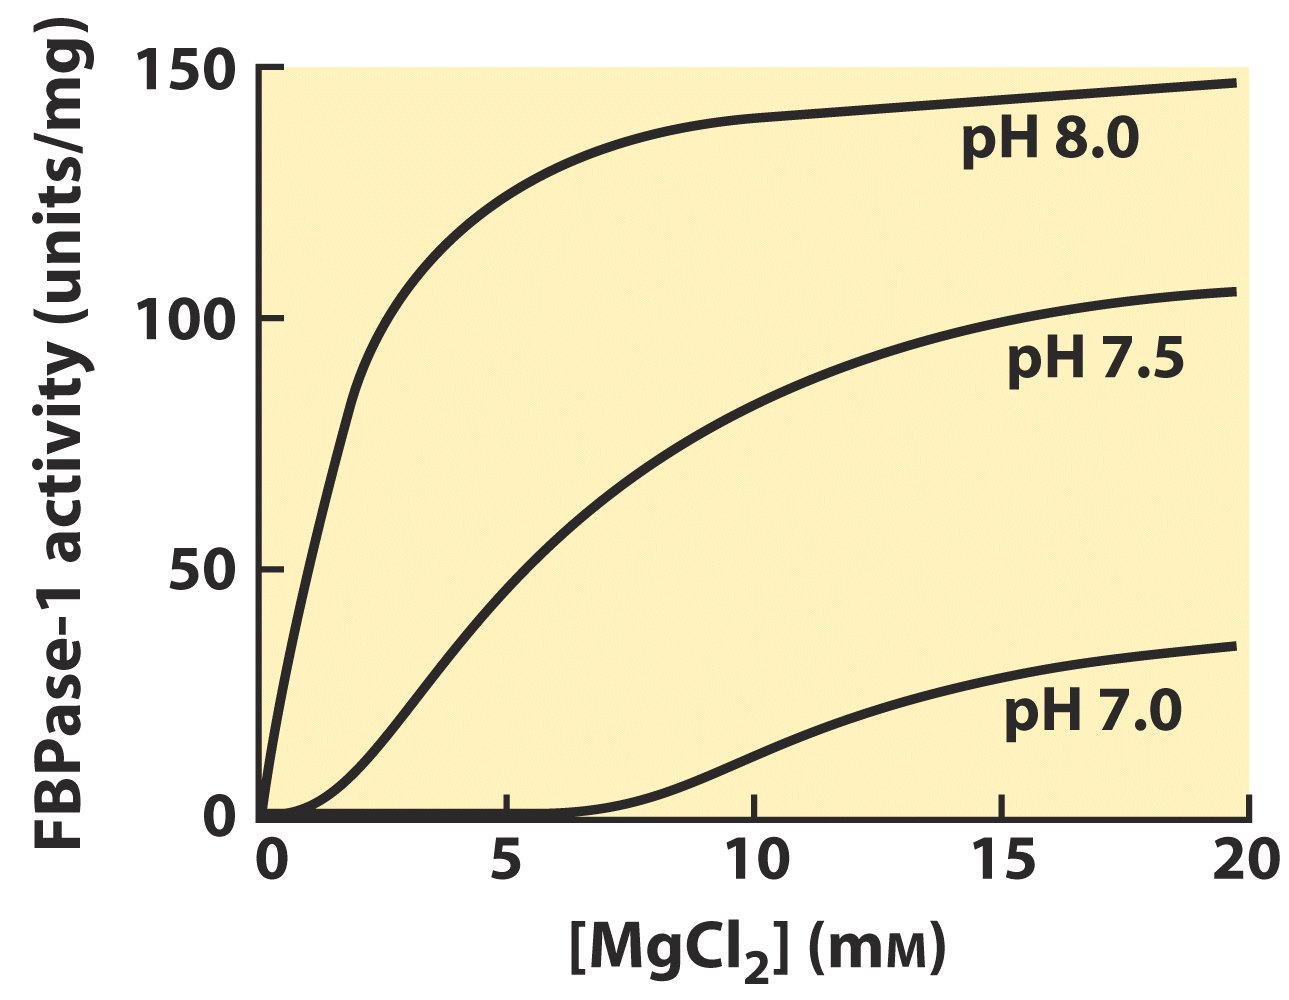 FBPase-1 activity (units/mg)
150
100
50
0
pH 8.0
pH 7.5
pH 7.0
0 5 10 15 20
[MgCl₂] (mM)